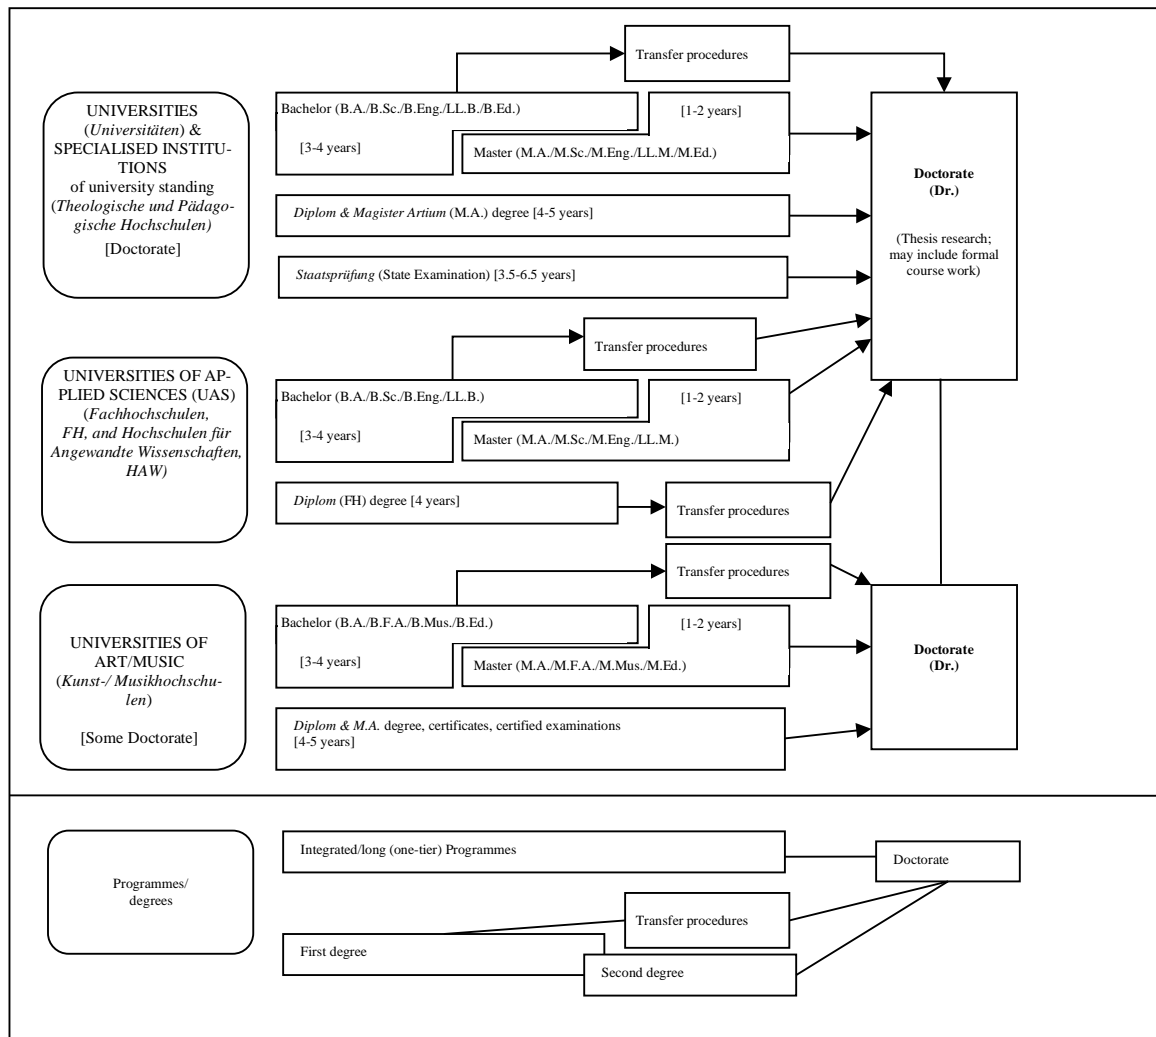 Transfer procedures
UNIVERSITIES
(Universitäten) &
SPECIALISED INSTITU-
TIONS
of university standing
(Theologische und Pädago-
gische Hochschulen)
[Doctorate]
Bachelor (B.A./B.Sc./B.Eng./LL.B./B.Ed.)
[3-4 years]
[1-2 years]
Master (M.A./M.Sc./M.Eng./LL.M./M.Ed.)
Diplom & Magister Artium (M.A.) degree [4-5 years]
Staatsprüfung (State Examination) [3.5-6.5 years]
Doctorate
(Dr.)
(Thesis research;
may include formal
course work)
Transfer procedures
UNIVERSITIES OF AP-
PLIED SCIENCES (UAS)
(Fachhochschulen,
FH, and Hochschulen für
Angewandte Wissenschaften,
HAW)
Bachelor (B.A./B.Sc./B.Eng./LL.B.)
[3-4 years]
[1-2 years]
Master (M.A./M.Sc./M.Eng./LL.M.)
Diplom (FH) degree [4 years]
Transfer procedures
Transfer procedures
UNIVERSITIES OF
ART/MUSIC
(Kunst-/ Musikhochschu-
len)
[Some Doctorate]
Bachelor (B.A./B.F.A./B.Mus./B.Ed.)
[3-4 years]
[1-2 years]
Master (M.A./M.F.A./M.Mus./M.Ed.)
Diplom & M.A. degree, certificates, certified examinations
[4-5 years]
Doctorate
(Dr.)
Programmes/
degrees
Integrated/long (one-tier) Programmes
Doctorate
Transfer procedures
First degree
Second degree